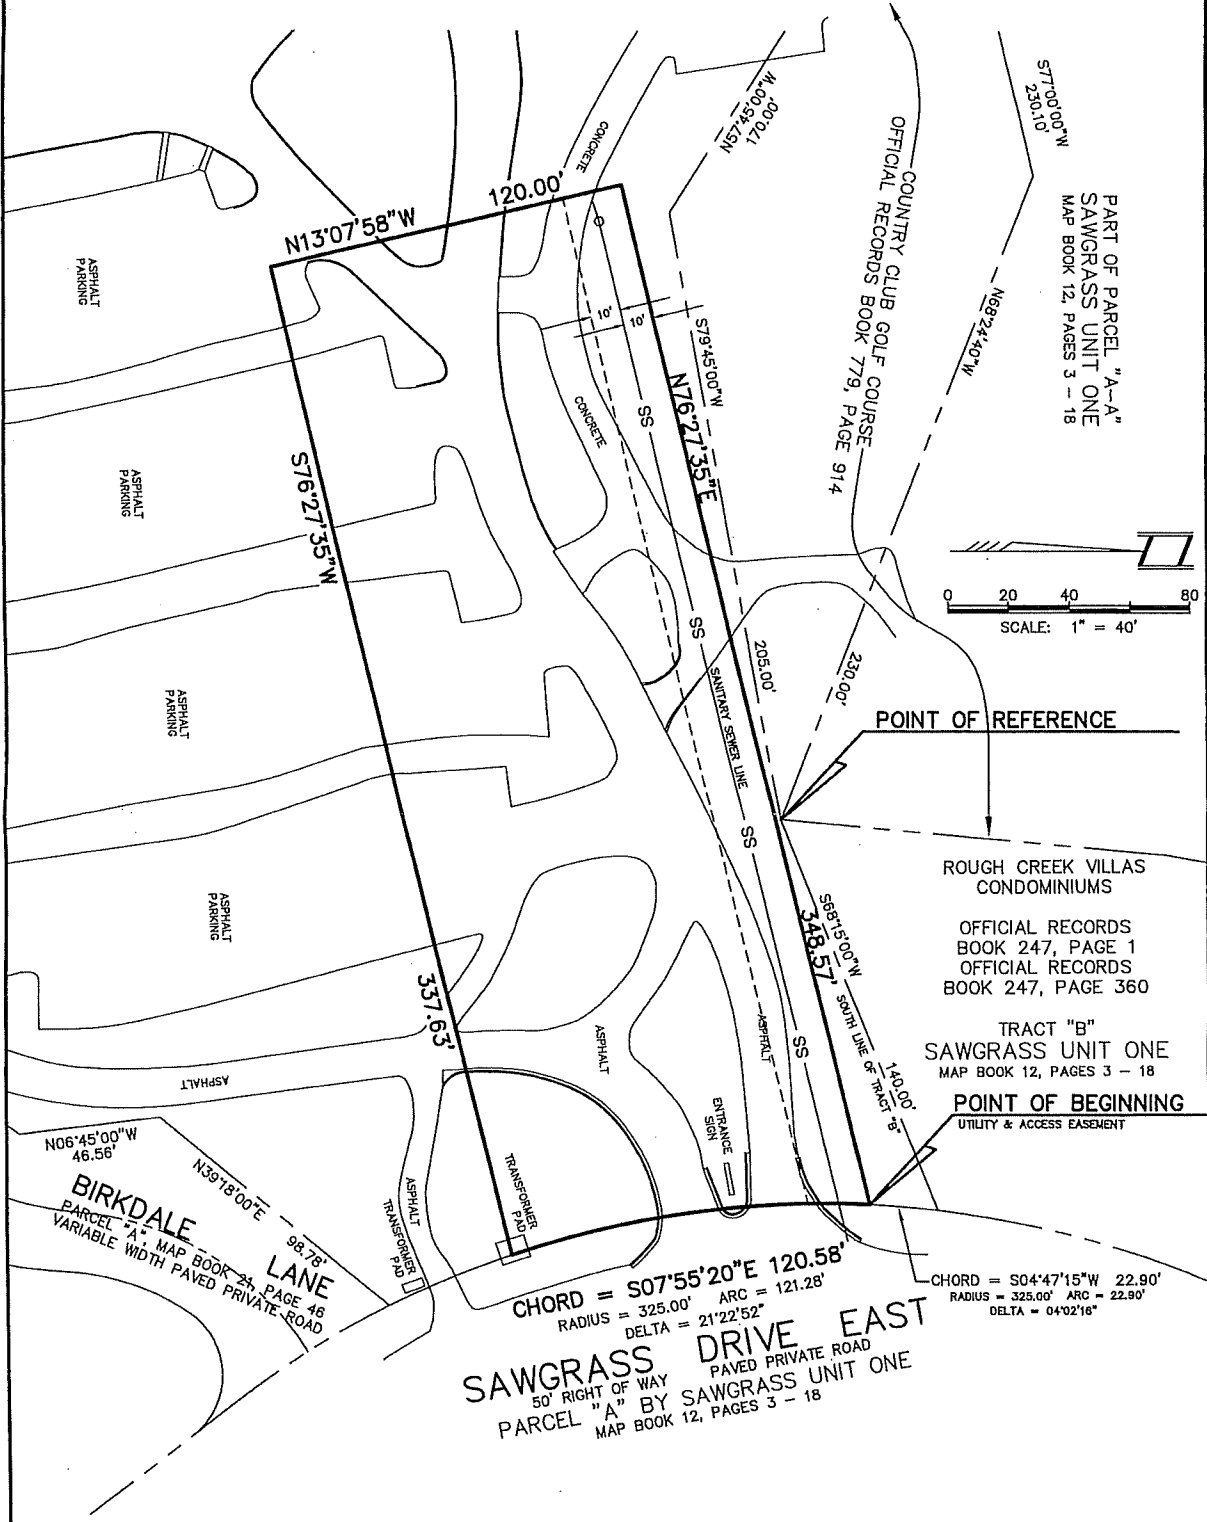 CONCRETE
N57°45'00"W
170.00'
S77°00'00"W
230.10'
COUNTRY CLUB GOLF COURSE
OFFICIAL RECORDS BOOK 779, PAGE 914
PART OF PARCEL "A-A"
SAWGRASS UNIT ONE
MAP BOOK 12, PAGES 3 - 18
120.00'
N13°07'58"W
ASPHALT
PARKING
10'
10'
S79°45'00"W
N68°24'40"W
N76°27'35"E
SS
CONCRETE
ASPHALT
PARKING
S76°27'35"W
0 20 40 80
SCALE: 1" = 40'
SS
SANITARY SEWER LINE
205.00'
230.00'
POINT OF REFERENCE
ASPHALT
PARKING
SS
ROUGH CREEK VILLAS
CONDOMINIUMS
OFFICIAL RECORDS
BOOK 247, PAGE 1
OFFICIAL RECORDS
BOOK 247, PAGE 360
S68°15'00"W
348.57'
ASPHALT
PARKING
337.63'
ASPHALT
ASPHALT
SS
SOUTH LINE OF TRACT "B"
140.00'
TRACT "B"
SAWGRASS UNIT ONE
MAP BOOK 12, PAGES 3 - 18
POINT OF BEGINNING
UTILITY & ACCESS EASEMENT
ASPHALT
ENTRANCE
SIGN
N06°45'00"W
46.56'
N39°18'00"E
98.78'
TRANSFORMER
PAD
ASPHALT
TRANSFORMER
PAD
BIRKDALE LANE
PARCEL "A", MAP BOOK 21, PAGE 46
VARIABLE WIDTH PAVED PRIVATE ROAD
CHORD = S07°55'20"E 120.58'
RADIUS = 325.00' ARC = 121.28'
DELTA = 21°22'52"
CHORD = S04°47'15"W 22.90'
RADIUS = 325.00' ARC = 22.90'
DELTA = 04°02'16"
SAWGRASS DRIVE EAST
50' RIGHT OF WAY PAVED PRIVATE ROAD
PARCEL "A" BY SAWGRASS UNIT ONE
MAP BOOK 12, PAGES 3 - 18